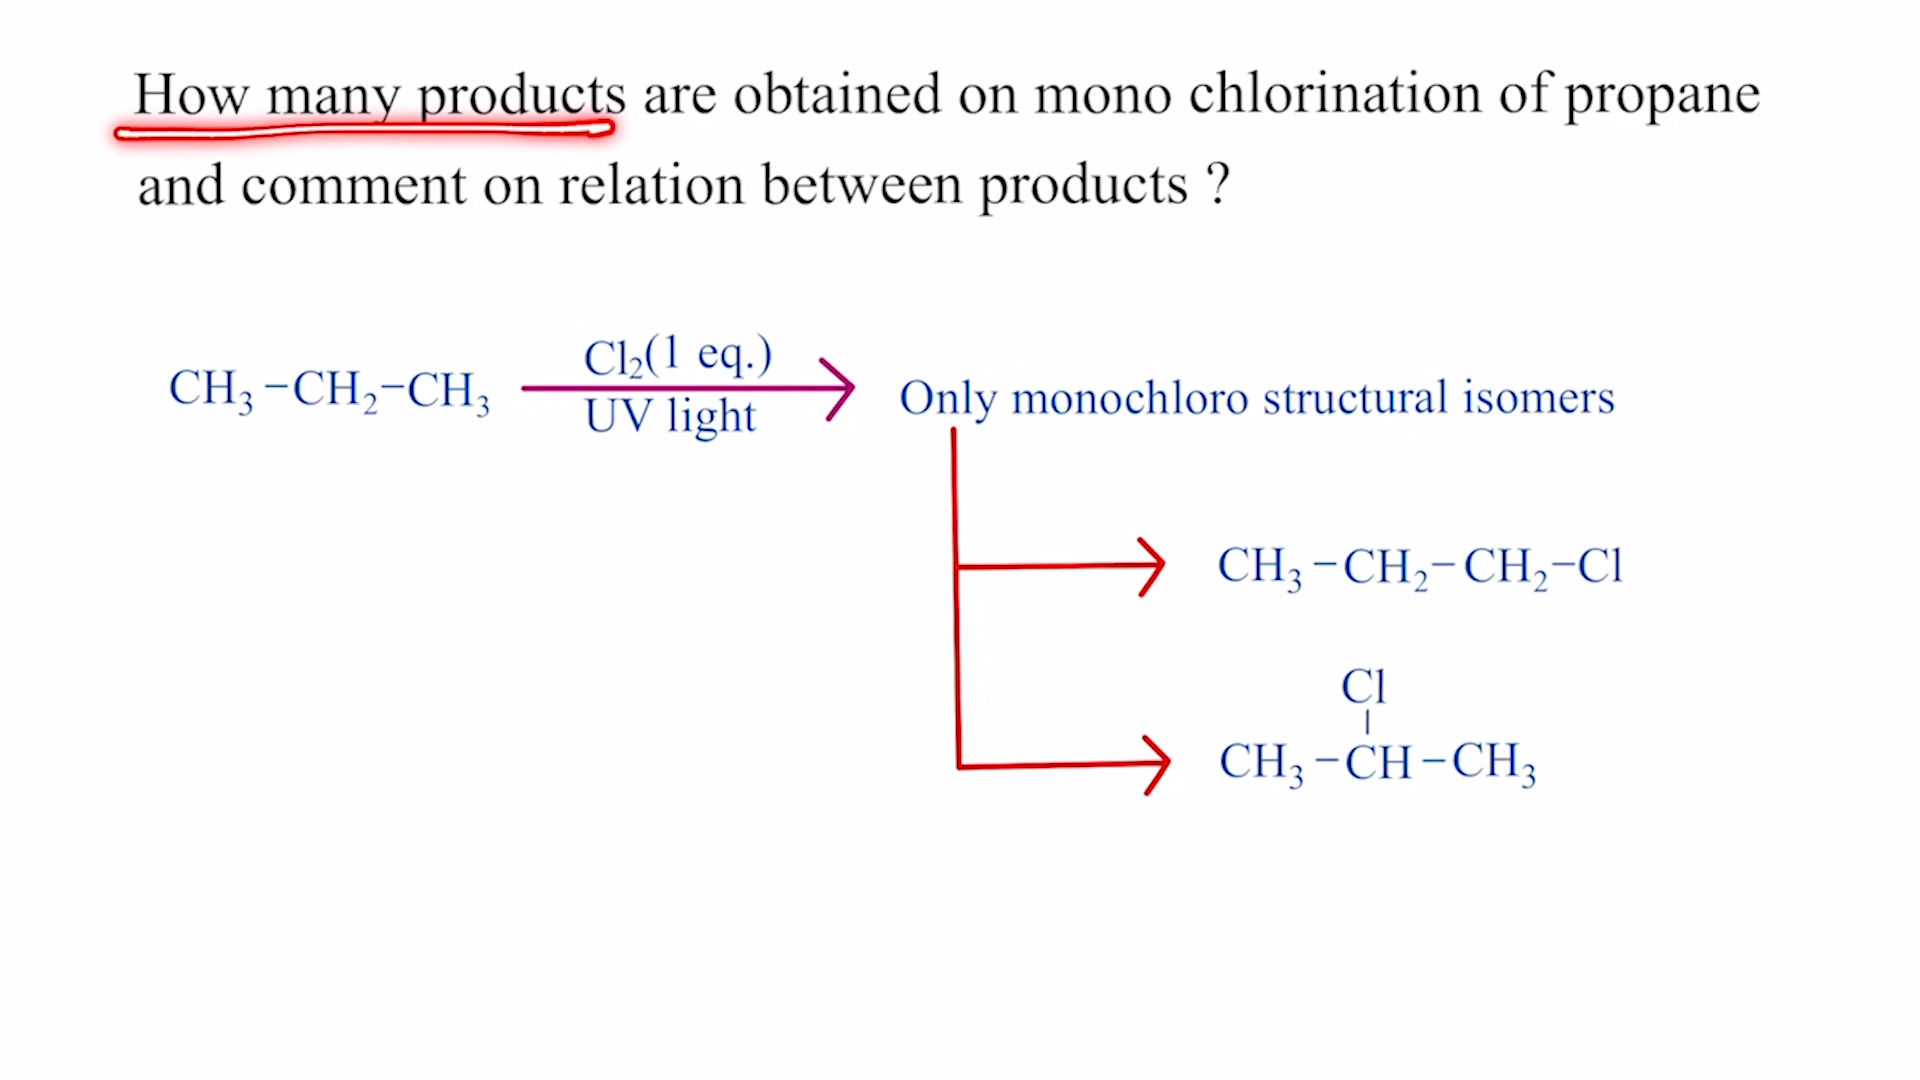 How many products are obtained on mono chlorination of propane
and comment on relation between products ?
Cl₂(1 eq.)
CH₃–CH₂–CH₃
UV light
Only monochloro structural isomers
CH₃–CH₂–CH₂–Cl
Cl
CH₃–CH–CH₃